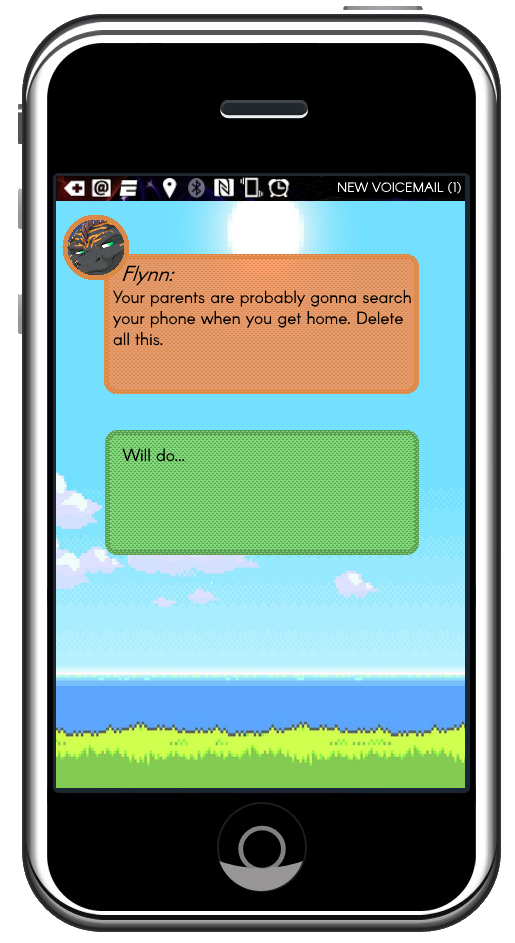 NEW VOICEMAIL (1)
Flynn:
Your parents are probably gonna search
your phone when you get home. Delete
all this.
Will do...